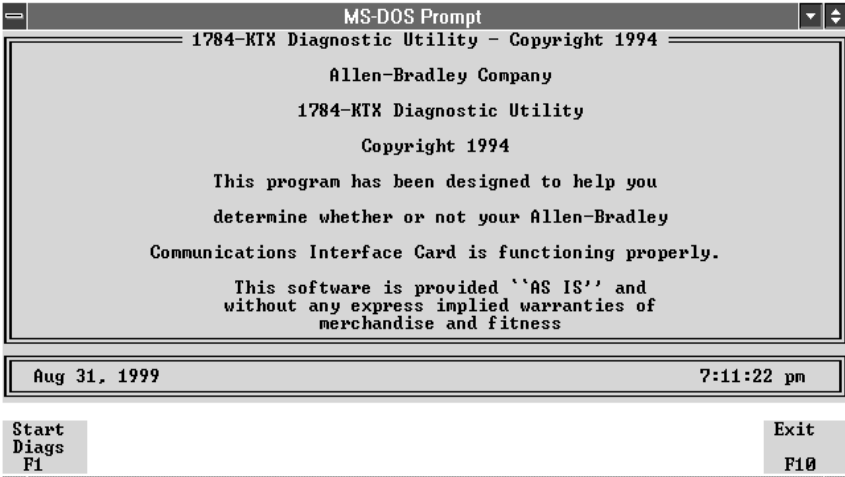 MS-DOS Prompt
1784-KTX Diagnostic Utility - Copyright 1994
Allen-Bradley Company
1784-KTX Diagnostic Utility
Copyright 1994
This program has been designed to help you
determine whether or not your Allen-Bradley
Communications Interface Card is functioning properly.
This software is provided ``AS IS'' and
without any express implied warranties of
merchandise and fitness
Aug 31, 1999 7:11:22 pm
Start
Diags
F1
Exit
F10